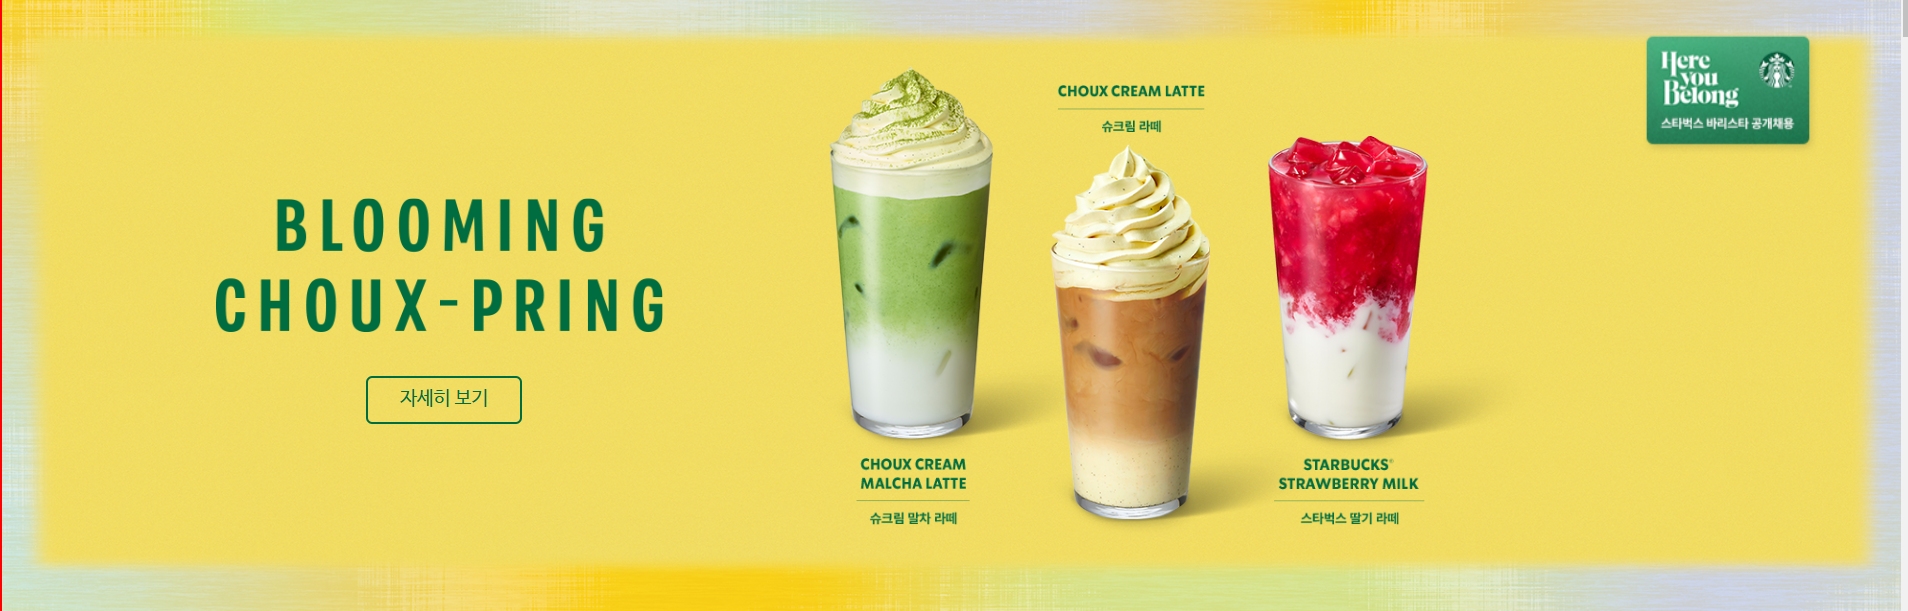 BLOOMING
CHOUX-PRING
자세히 보기
CHOUX CREAM
MALCHA LATTE
슈크림 말차 라떼
CHOUX CREAM LATTE
슈크림 라떼
STARBUCKS®
STRAWBERRY MILK
스타벅스 딸기 라떼
Here
you
Belong
스타벅스 바리스타 공개채용